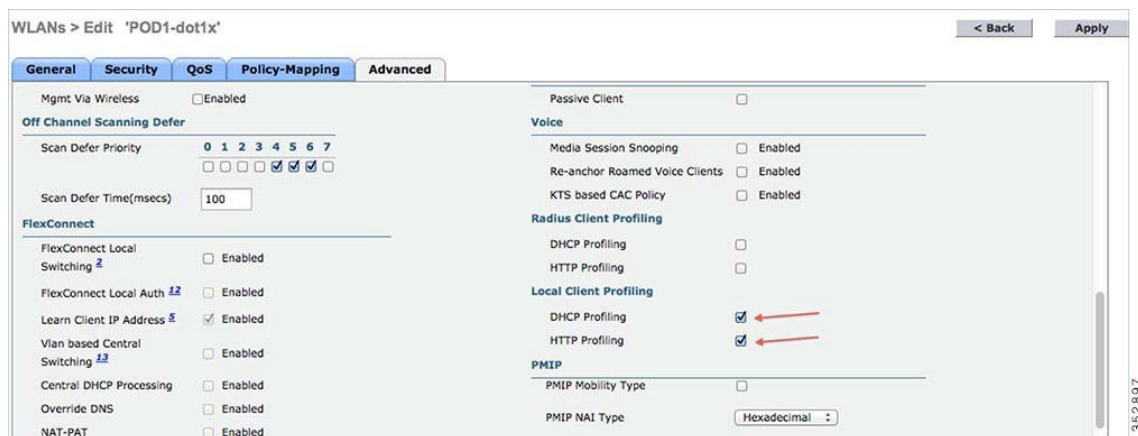 WLANs > Edit 'POD1-dot1x'
< Back
Apply
General
Security
QoS
Policy-Mapping
Advanced
Mgmt Via Wireless
Enabled
Off Channel Scanning Defer
Scan Defer Priority
0 1 2 3 4 5 6 7
Scan Defer Time(msecs)
100
FlexConnect
FlexConnect Local
Switching 2
Enabled
FlexConnect Local Auth 12
Enabled
Learn Client IP Address 5
Enabled
Vlan based Central
Switching 13
Enabled
Central DHCP Processing
Enabled
Override DNS
Enabled
NAT-PAT
Enabled
Passive Client
Voice
Media Session Snooping
Enabled
Re-anchor Roamed Voice Clients
Enabled
KTS based CAC Policy
Enabled
Radius Client Profiling
DHCP Profiling
HTTP Profiling
Local Client Profiling
DHCP Profiling
HTTP Profiling
PMIP
PMIP Mobility Type
PMIP NAI Type
Hexadecimal
352897